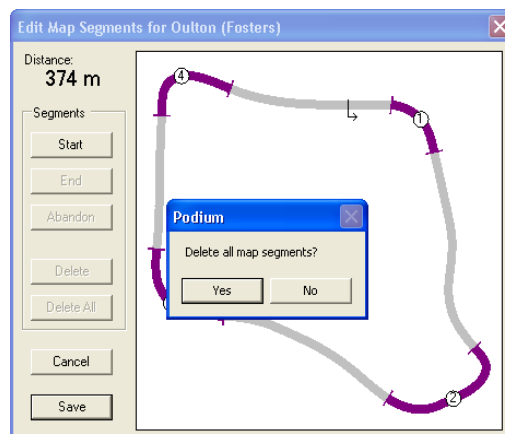 Edit Map Segments for Oulton (Fosters)
Distance:
374 m
Segments
Start
End
Abandon
Delete
Delete All
Cancel
Save
4
1
2
Podium
Delete all map segments?
Yes
No